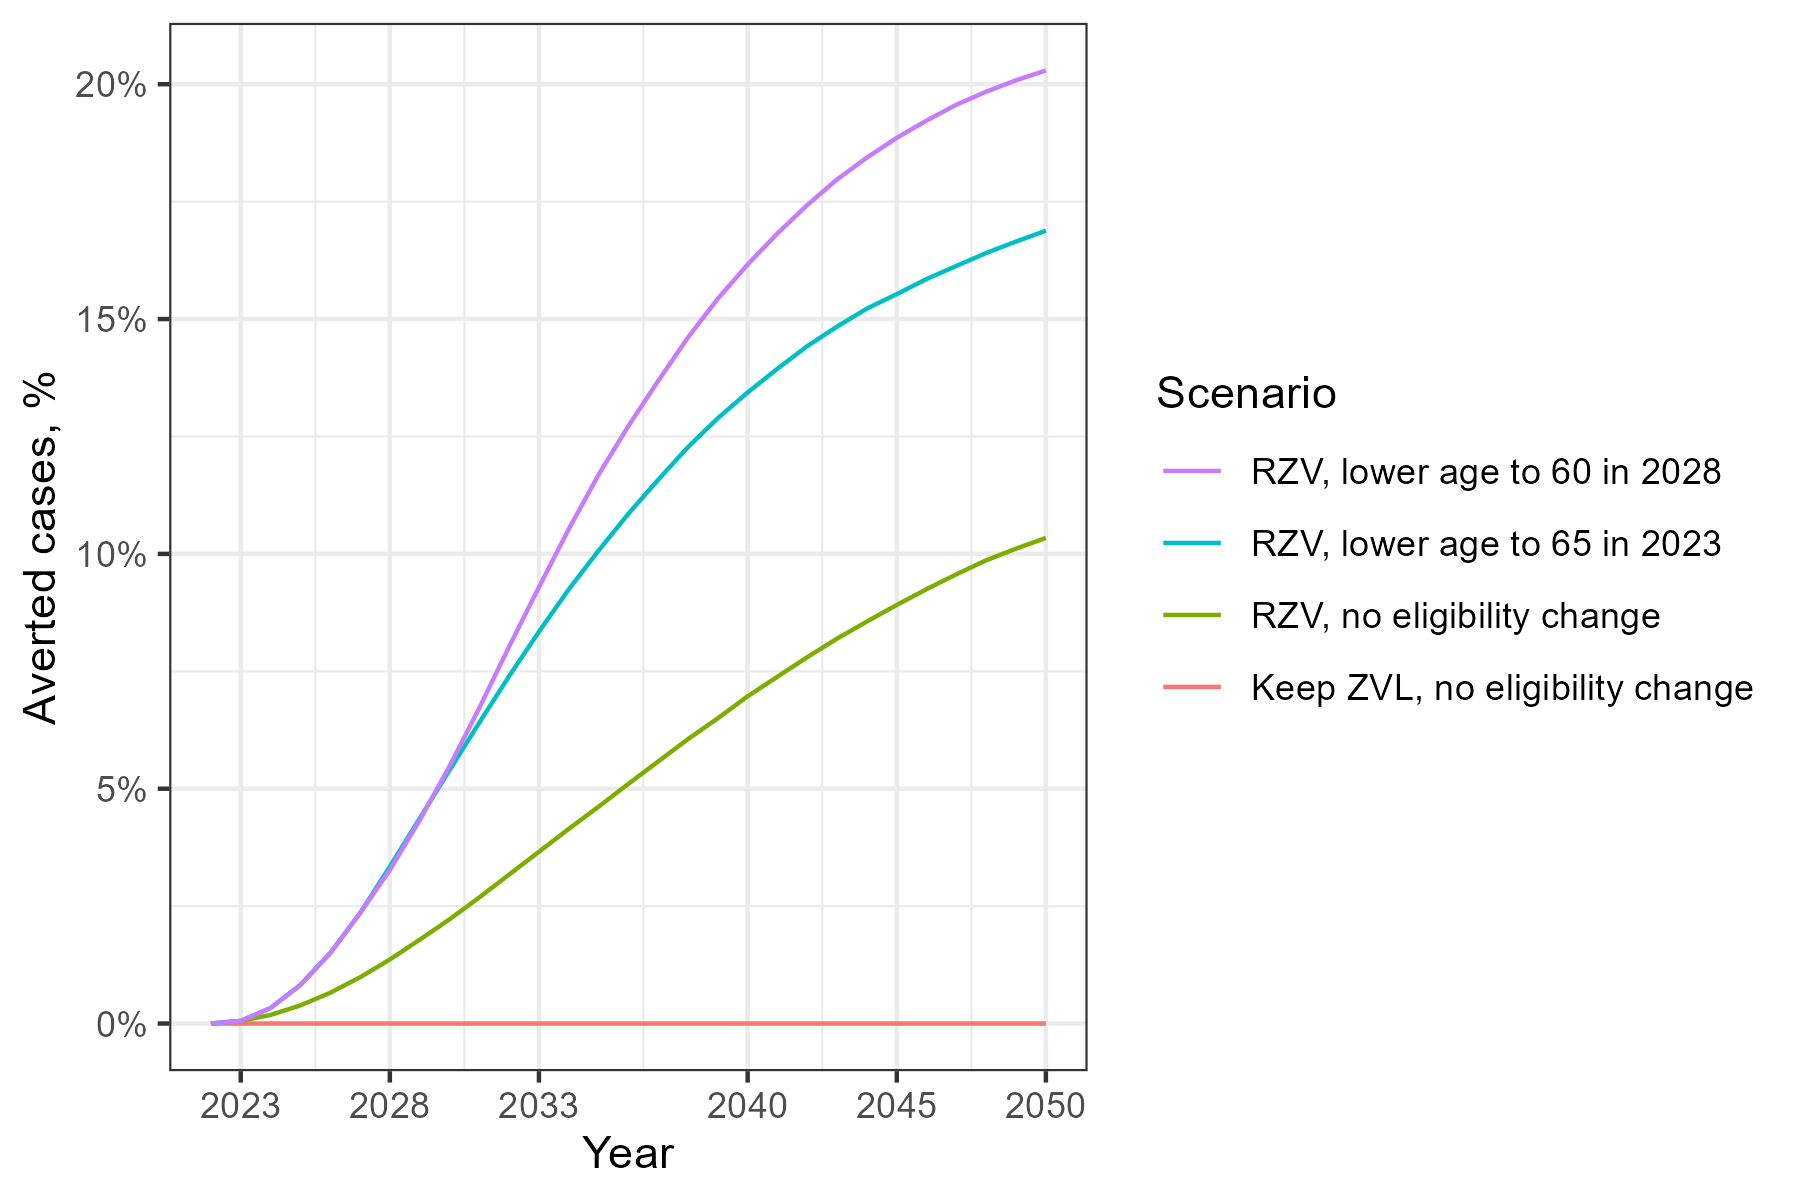 20%
15%
10%
5%
0%
Averted cases, %
2023 2028 2033 2040 2045 2050
Year
Scenario
RZV, lower age to 60 in 2028
RZV, lower age to 65 in 2023
RZV, no eligibility change
Keep ZVL, no eligibility change